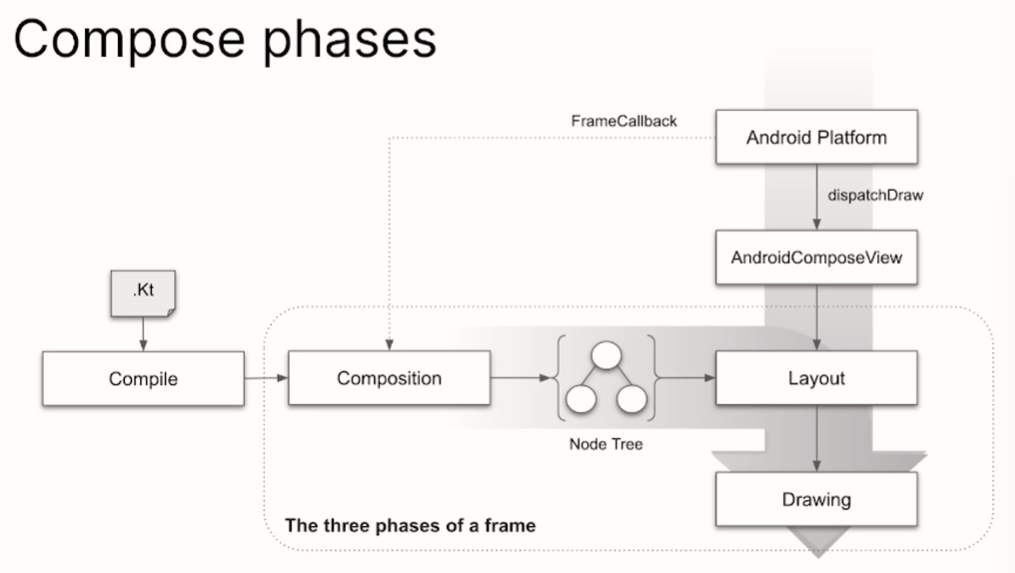 Compose phases
FrameCallback
Android Platform
dispatchDraw
AndroidComposeView
.Kt
Compile
Composition
Layout
Node Tree
Drawing
The three phases of a frame